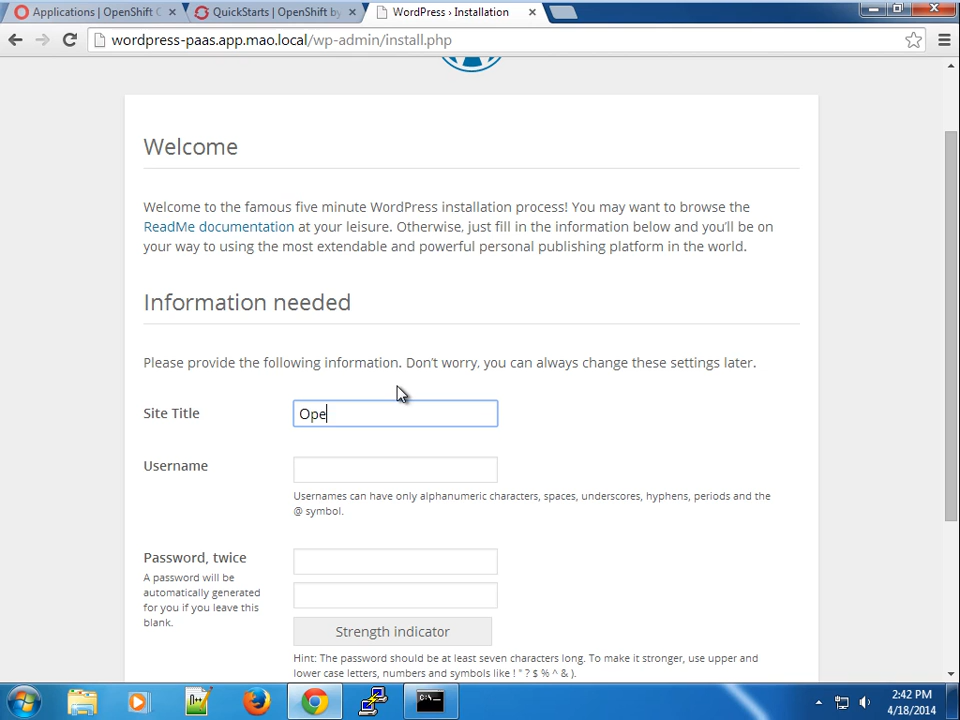 Applications | OpenShift C
QuickStarts | OpenShift by
WordPress › Installation
wordpress-paas.app.mao.local/wp-admin/install.php
Welcome
Welcome to the famous five minute WordPress installation process! You may want to browse the
ReadMe documentation at your leisure. Otherwise, just fill in the information below and you'll be on
your way to using the most extendable and powerful personal publishing platform in the world.
Information needed
Please provide the following information. Don't worry, you can always change these settings later.
Site Title
Ope
Username
Usernames can have only alphanumeric characters, spaces, underscores, hyphens, periods and the
@ symbol.
Password, twice
A password will be
automatically generated
for you if you leave this
blank.
Strength indicator
Hint: The password should be at least seven characters long. To make it stronger, use upper and
lower case letters, numbers and symbols like ! " ? $ % ^ & ).
2:42 PM
4/18/2014